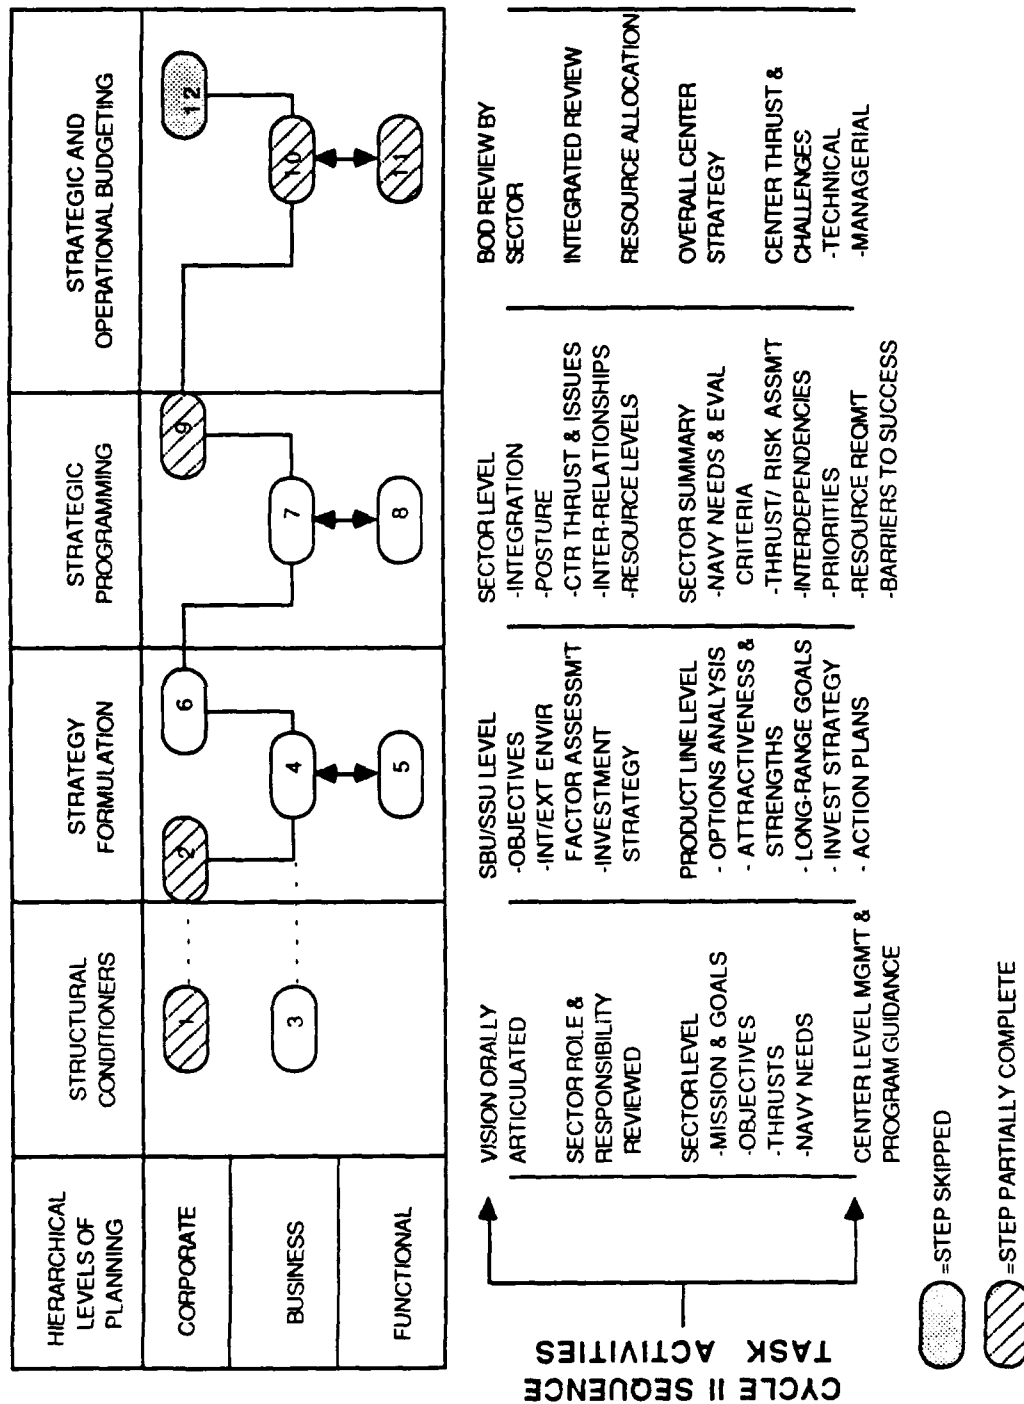 HIERARCHICAL
LEVELS OF
PLANNING
STRUCTURAL
CONDITIONERS
STRATEGY
FORMULATION
STRATEGIC
PROGRAMMING
STRATEGIC AND
OPERATIONAL BUDGETING
CORPORATE
1
2
6
9
12
BUSINESS
3
4
7
10
FUNCTIONAL
5
8
11
CYCLE II SEQUENCE
TASK ACTIVITIES
VISION ORALLY
ARTICULATED
SECTOR ROLE &
RESPONSIBILITY
REVIEWED
SECTOR LEVEL
-MISSION & GOALS
-OBJECTIVES
-THRUSTS
-NAVY NEEDS
CENTER LEVEL MGMT &
PROGRAM GUIDANCE
SBU/SSU LEVEL
-OBJECTIVES
-INT/EXT ENVIR
FACTOR ASSESSM'T
-INVESTMENT
STRATEGY
PRODUCT LINE LEVEL
- OPTIONS ANALYSIS
- ATTRACTIVENESS &
STRENGTHS
- LONG-RANGE GOALS
- INVEST STRATEGY
- ACTION PLANS
SECTOR LEVEL
-INTEGRATION
-POSTURE
-CTR THRUST & ISSUES
-INTER-RELATIONSHIPS
-RESOURCE LEVELS
SECTOR SUMMARY
-NAVY NEEDS & EVAL
CRITERIA
-THRUST/ RISK ASSM'T
-INTERDEPENDENCIES
-PRIORITIES
-RESOURCE REQM'T
-BARRIERS TO SUCCESS
BOD REVIEW BY
SECTOR
INTEGRATED REVIEW
RESOURCE ALLOCATION
OVERALL CENTER
STRATEGY
CENTER THRUST &
CHALLENGES
-TECHNICAL
-MANAGERIAL
=STEP SKIPPED
=STEP PARTIALLY COMPLETE